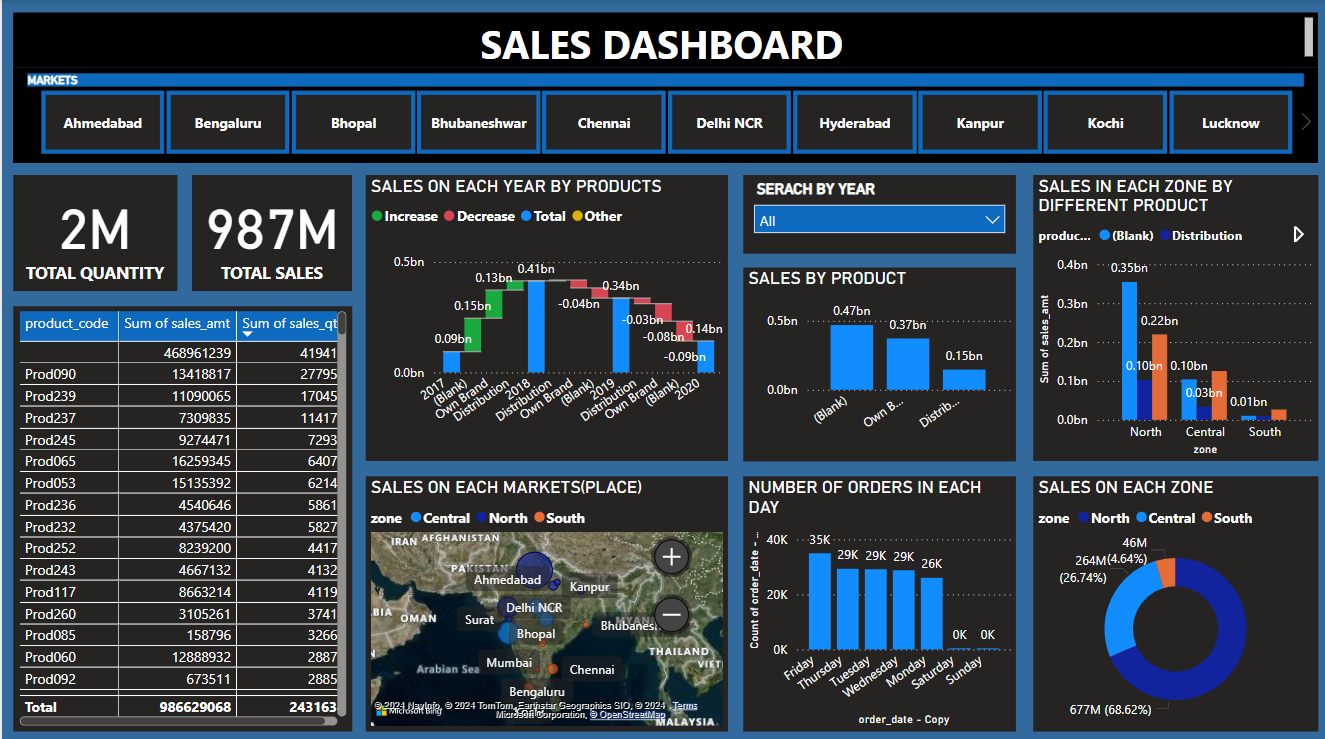 SALES DASHBOARD
MARKETS
Ahmedabad Bengaluru Bhopal Bhubaneshwar Chennai Delhi NCR Hyderabad Kanpur Kochi Lucknow
2M
TOTAL QUANTITY
987M
TOTAL SALES
product_code Sum of sales_amt Sum of sales_qt
468961239 41941
Prod090 13418817 27795
Prod239 11090065 17045
Prod237 7309835 11417
Prod245 9274471 7293
Prod065 16259345 6407
Prod053 15135392 6214
Prod236 4540646 5861
Prod232 4375420 5827
Prod252 8239200 4417
Prod243 4667132 4132
Prod117 8663214 4119
Prod260 3105261 3741
Prod085 158796 3266
Prod060 12888932 2887
Prod092 673511 2885
Total 986629068 243163
SALES ON EACH YEAR BY PRODUCTS
Increase Decrease Total Other
0.5bn
0.0bn
0.09bn
0.15bn
0.13bn
0.41bn
-0.04bn
0.34bn
-0.03bn
-0.08bn
-0.09bn
0.14bn
2017
(Blank)
Own Brand
Distribution
2018
Distribution
Own Brand
(Blank)
2019
Distribution
Own Brand
(Blank)
2020
SERACH BY YEAR
All
SALES BY PRODUCT
0.5bn
0.0bn
0.47bn
0.37bn
0.15bn
(Blank)
Own B...
Distrib...
SALES IN EACH ZONE BY
DIFFERENT PRODUCT
produc... (Blank) Distribution
Sum of sales_amt
0.4bn
0.3bn
0.2bn
0.1bn
0.0bn
0.35bn
0.22bn
0.10bn
0.10bn
0.03bn
0.01bn
North Central South
zone
SALES ON EACH MARKETS(PLACE)
zone Central North South
IRAN
AFGHANISTAN
PAKISTAN
Ahmedabad
Kanpur
BIA
OMAN
Delhi NCR
Surat
Bhubanesh
MYANM
Bhopal
THAILAND
VIET
Arabian Sea
Mumbai
Chennai
Bengaluru
© 2024 NavInfo, © 2024 TomTom, Earthstar Geographics SIO, © 2024 Terms
Microsoft Bing
Microsoft Corporation, © OpenStreetMap
MALAYSIA
NUMBER OF ORDERS IN EACH
DAY
Count of order_date - ...
40K
20K
0K
35K
29K
29K
29K
26K
0K
0K
Friday
Thursday
Tuesday
Wednesday
Monday
Saturday
Sunday
order_date - Copy
SALES ON EACH ZONE
zone North Central South
46M
(4.64%)
264M
(26.74%)
677M (68.62%)